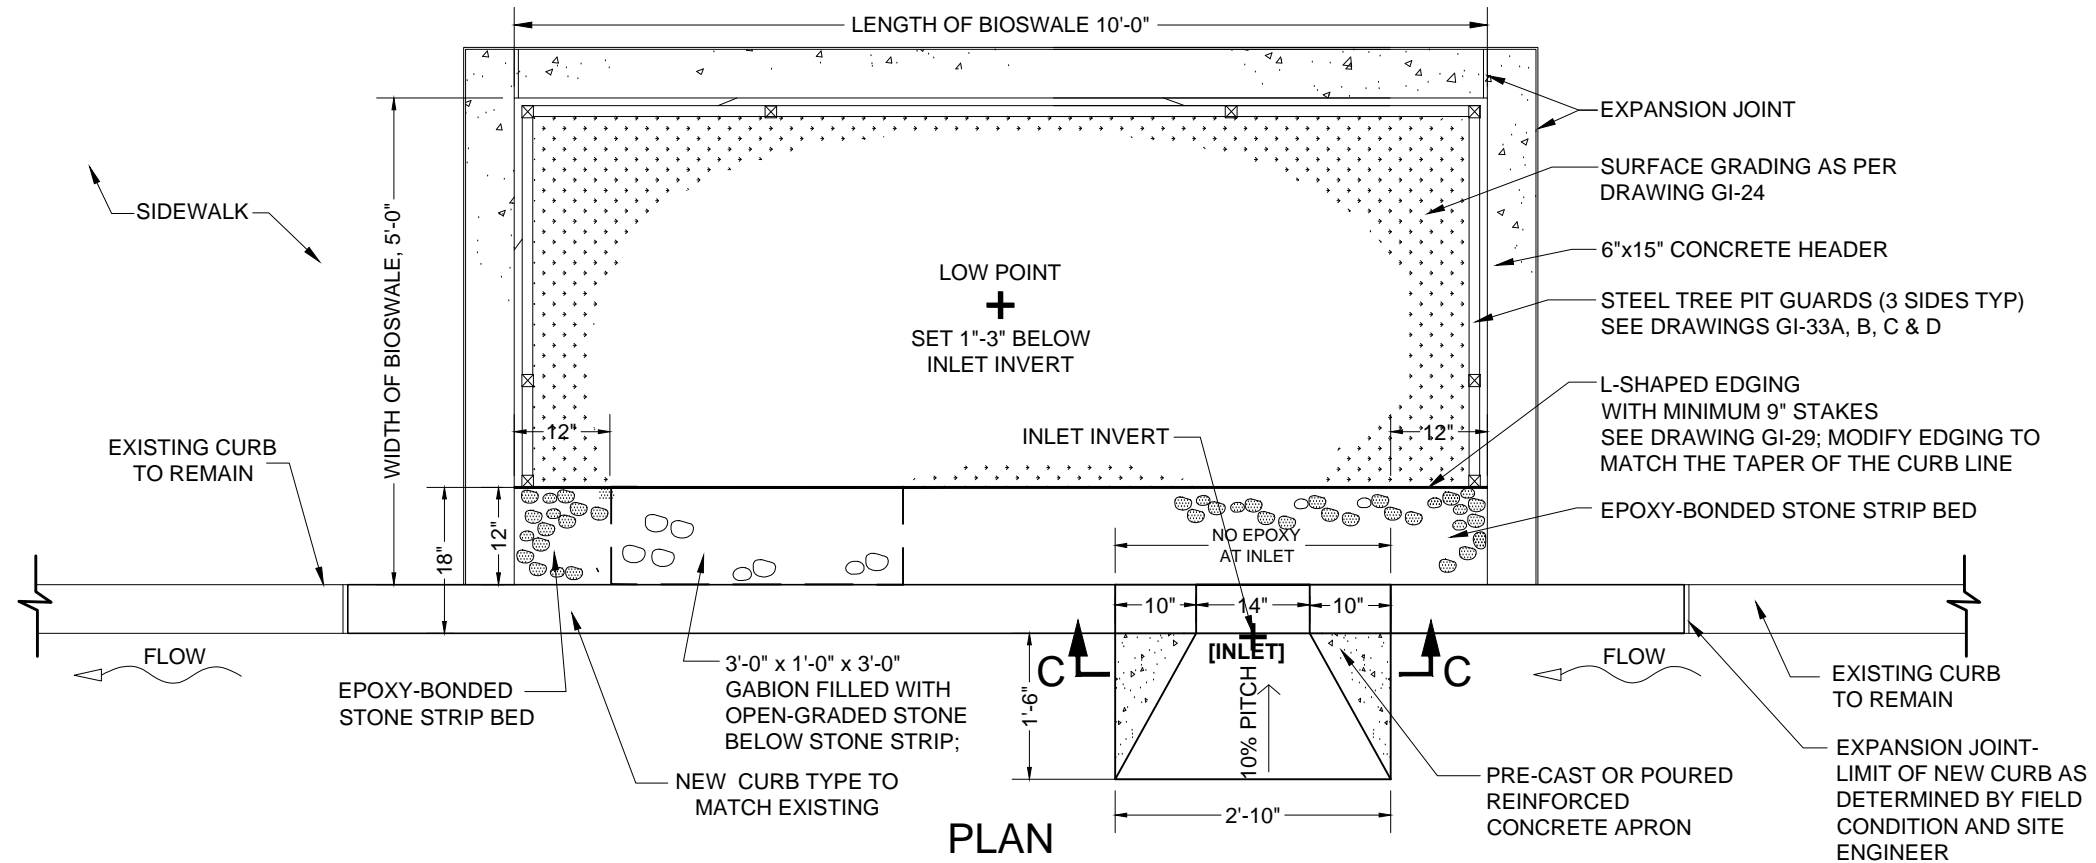 LENGTH OF BIOSWALE 10'-0"
EXPANSION JOINT
SURFACE GRADING AS PER
DRAWING GI-24
SIDEWALK
WIDTH OF BIOSWALE, 5'-0"
6"x15" CONCRETE HEADER
LOW POINT
SET 1"-3" BELOW
INLET INVERT
STEEL TREE PIT GUARDS (3 SIDES TYP)
SEE DRAWINGS GI-33A, B, C & D
L-SHAPED EDGING
WITH MINIMUM 9" STAKES
SEE DRAWING GI-29; MODIFY EDGING TO
MATCH THE TAPER OF THE CURB LINE
12"
INLET INVERT
12"
EXISTING CURB
TO REMAIN
EPOXY-BONDED STONE STRIP BED
18"
12"
NO EPOXY
AT INLET
10"
14"
10"
FLOW
[INLET]
FLOW
C
C
1'-6"
10% PITCH
EPOXY-BONDED
STONE STRIP BED
3'-0" x 1'-0" x 3'-0"
GABION FILLED WITH
OPEN-GRADED STONE
BELOW STONE STRIP;
EXISTING CURB
TO REMAIN
NEW CURB TYPE TO
MATCH EXISTING
PRE-CAST OR POURED
REINFORCED
CONCRETE APRON
EXPANSION JOINT-
LIMIT OF NEW CURB AS
DETERMINED BY FIELD
CONDITION AND SITE
ENGINEER
2'-10"
PLAN